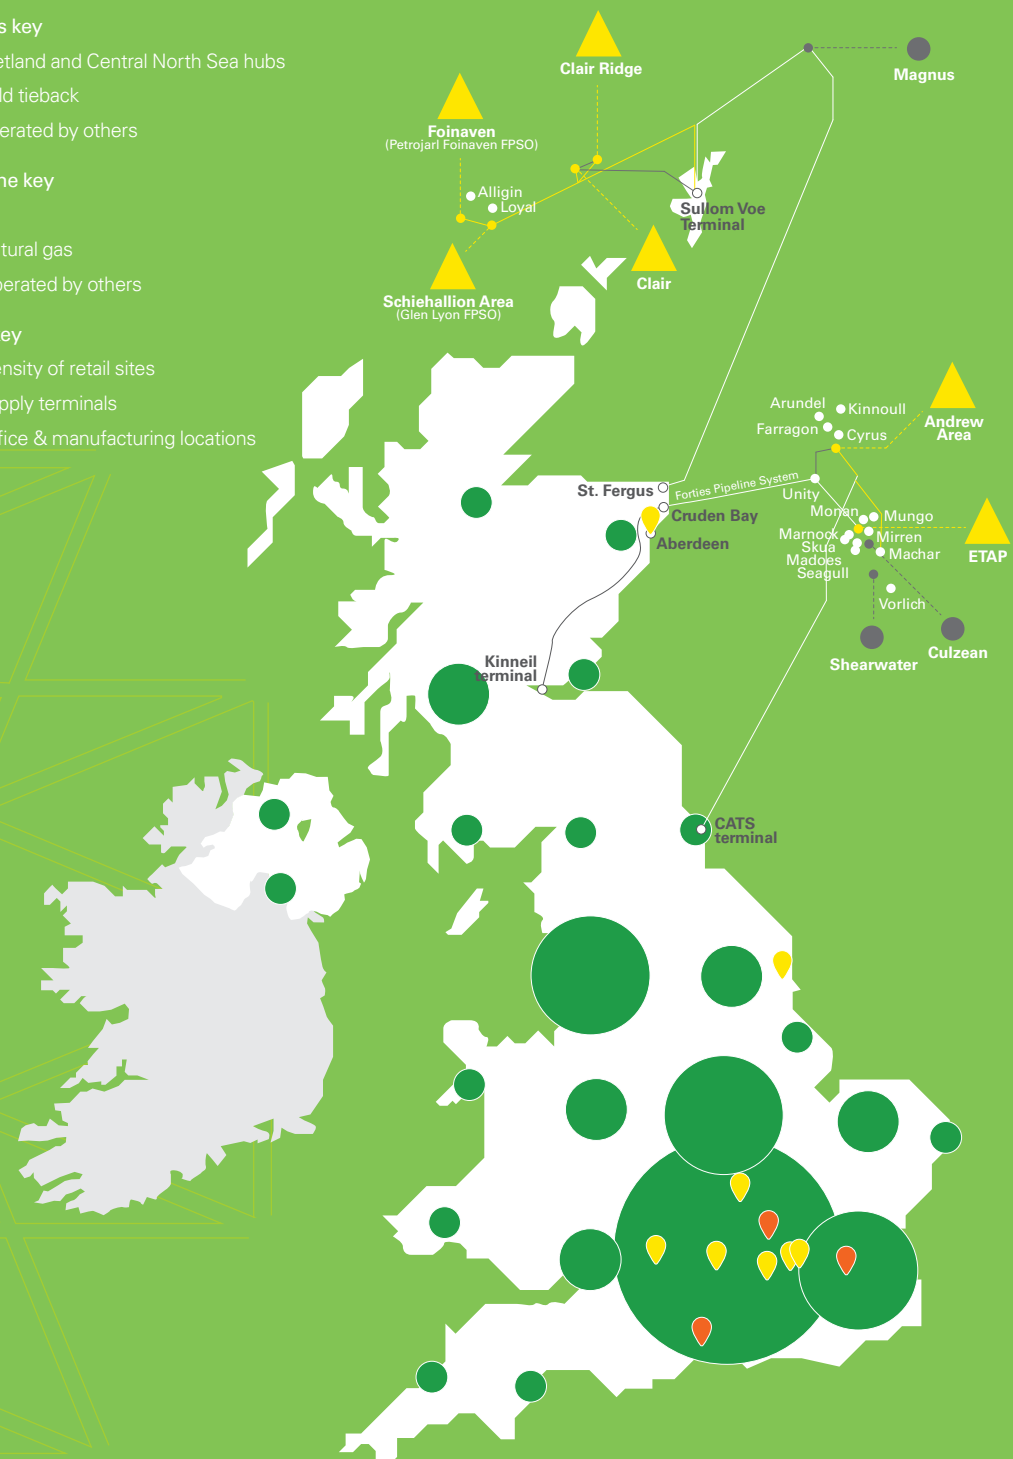 s key
etland and Central North Sea hubs
ld tieback
erated by others
ne key
tural gas
perated by others
ey
ensity of retail sites
pply terminals
fice & manufacturing locations
Clair Ridge
Magnus
Foinaven
(Petrojarl Foinaven FPSO)
Alligin
Loyal
Sullom Voe
Terminal
Clair
Schiehallion Area
(Glen Lyon FPSO)
Arundel
Kinnoull
Farragon
Cyrus
Andrew
Area
St. Fergus
Forties Pipeline System
Unity
Cruden Bay
Aberdeen
Monan
Mungo
Marnock
Mirren
Skua
Machar
Madoes
Seagull
ETAP
Vorlich
Shearwater
Culzean
Kinneil
terminal
CATS
terminal